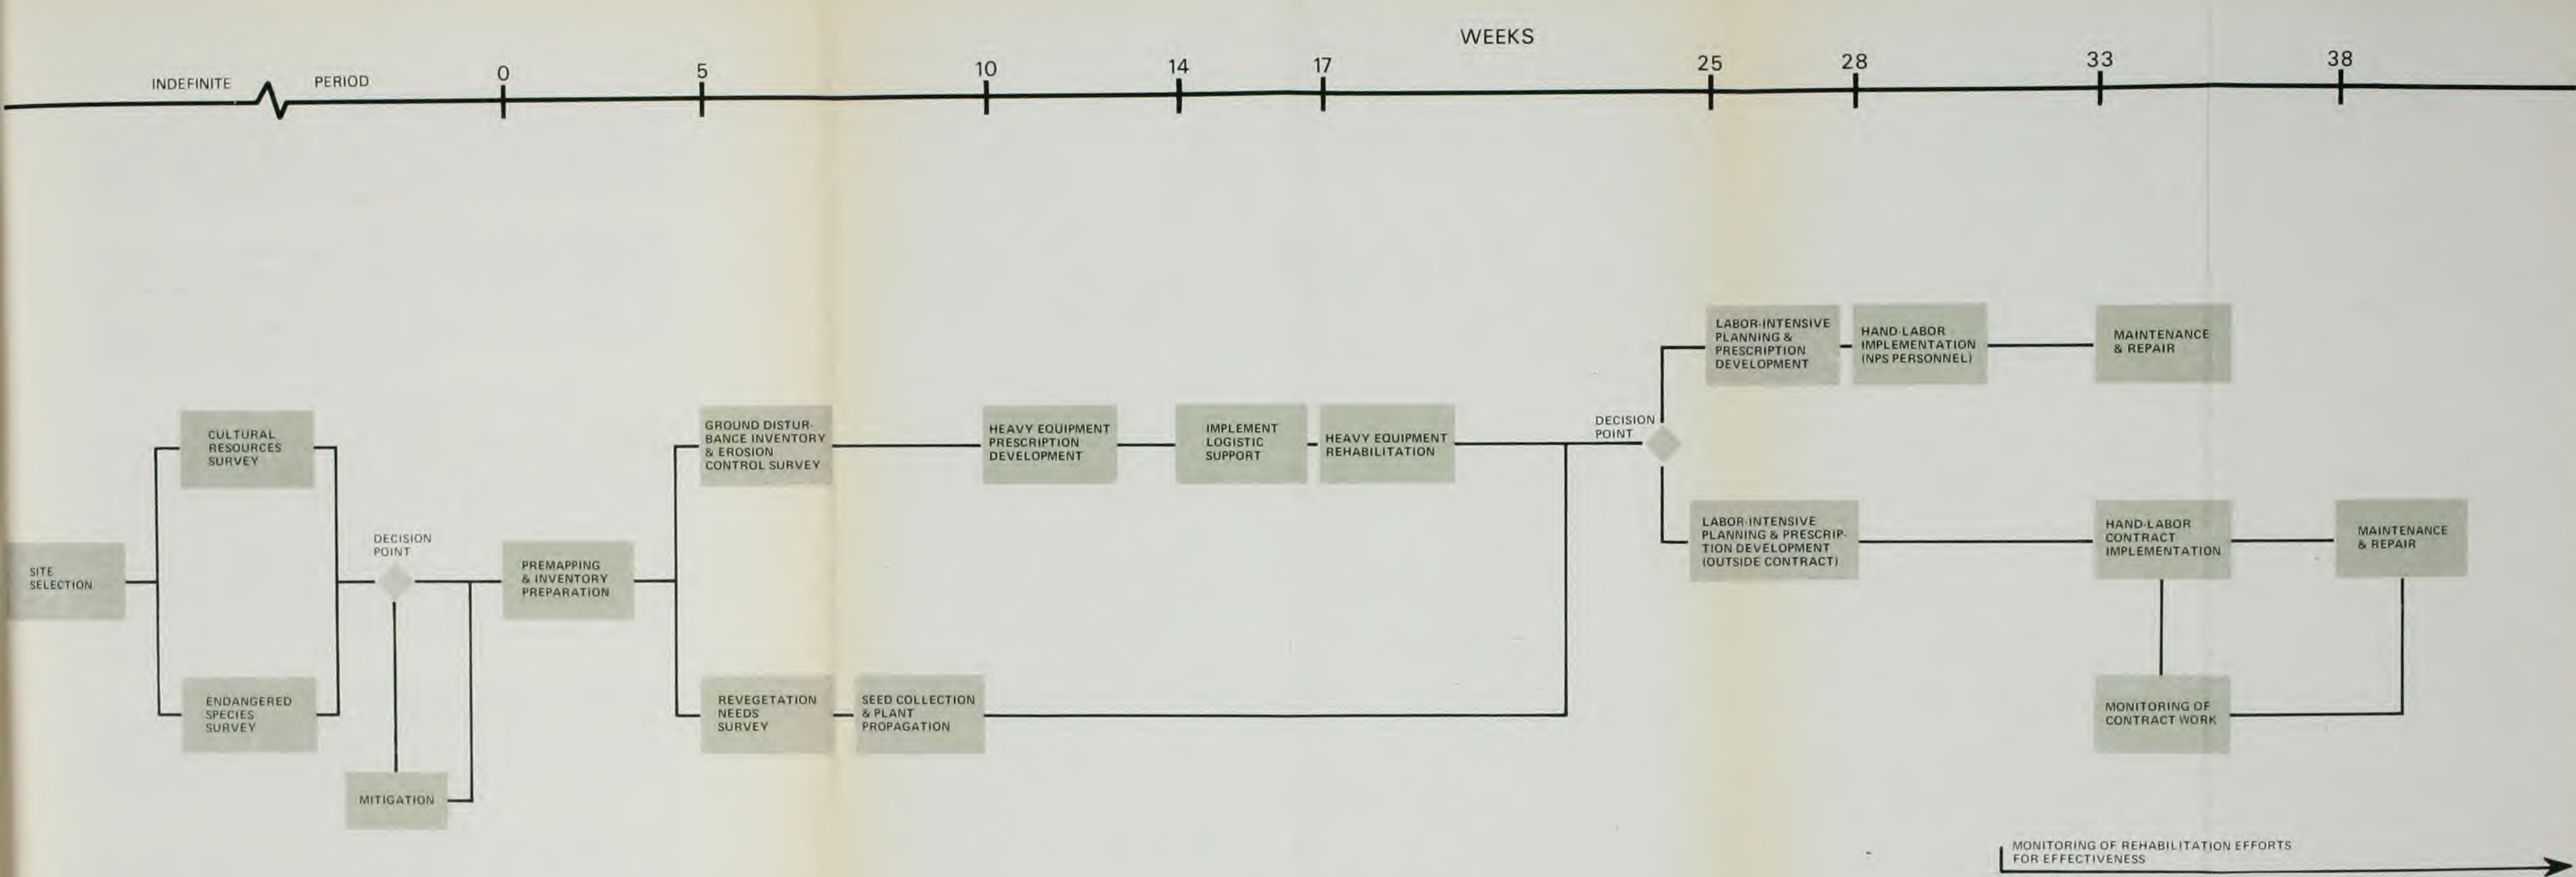 WEEKS
INDEFINITE PERIOD
0 5 10 14 17 25 28 33 38
SITE
SELECTION
CULTURAL
RESOURCES
SURVEY
ENDANGERED
SPECIES
SURVEY
DECISION
POINT
MITIGATION
PREMAPPING
& INVENTORY
PREPARATION
GROUND DISTUR-
BANCE INVENTORY
& EROSION
CONTROL SURVEY
REVEGETATION
NEEDS
SURVEY
SEED COLLECTION
& PLANT
PROPAGATION
HEAVY EQUIPMENT
PRESCRIPTION
DEVELOPMENT
IMPLEMENT
LOGISTIC
SUPPORT
HEAVY EQUIPMENT
REHABILITATION
DECISION
POINT
LABOR-INTENSIVE
PLANNING &
PRESCRIPTION
DEVELOPMENT
HAND-LABOR
IMPLEMENTATION
(NPS PERSONNEL)
MAINTENANCE
& REPAIR
LABOR-INTENSIVE
PLANNING & PRESCRIP-
TION DEVELOPMENT
(OUTSIDE CONTRACT)
HAND-LABOR
CONTRACT
IMPLEMENTATION
MAINTENANCE
& REPAIR
MONITORING OF
CONTRACT WORK
MONITORING OF REHABILITATION EFFORTS
FOR EFFECTIVENESS